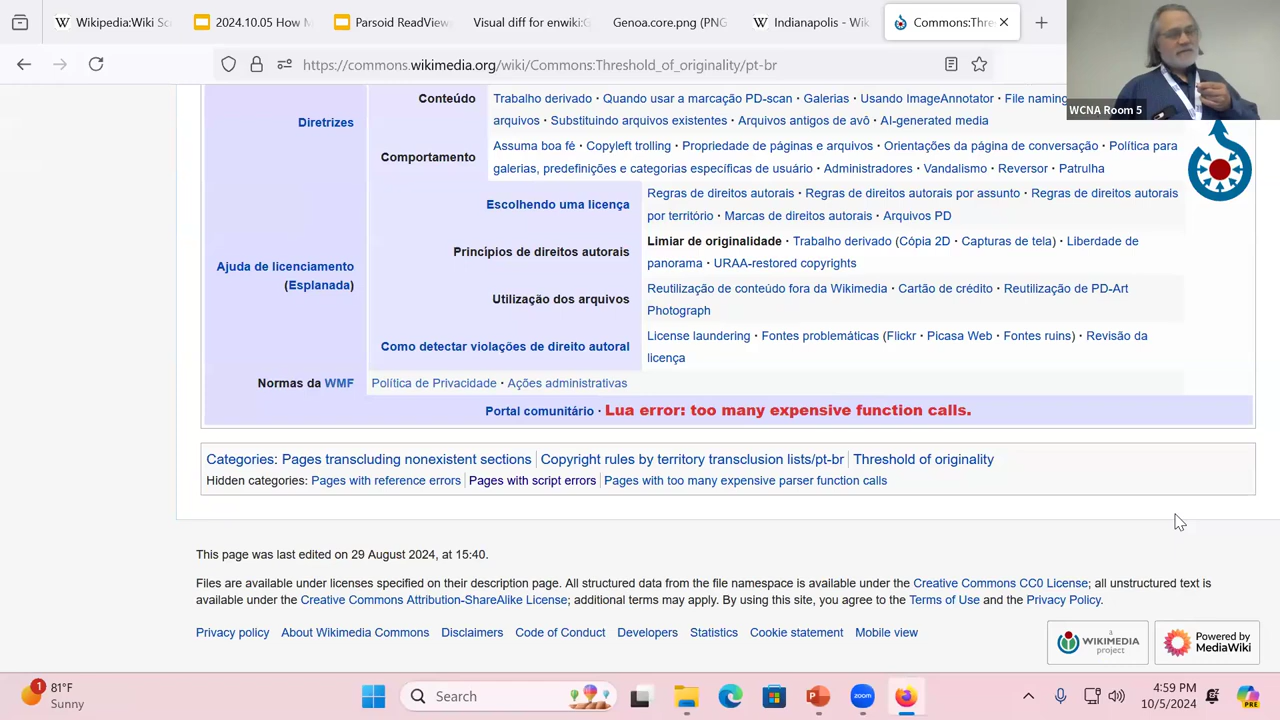 Wikipedia:Wiki Sc
2024.10.05 How M
Parsoid ReadView
Visual diff for enwiki:G
Genoa.core.png (PNG
Indianapolis - Wik
Commons:Thre
https://commons.wikimedia.org/wiki/Commons:Threshold_of_originality/pt-br
WCNA Room 5
Diretrizes
Conteúdo
Trabalho derivado · Quando usar a marcação PD-scan · Galerias · Usando ImageAnnotator · File naming
arquivos · Substituindo arquivos existentes · Arquivos antigos de avô · AI-generated media
Comportamento
Assuma boa fé · Copyleft trolling · Propriedade de páginas e arquivos · Orientações da página de conversação · Política para
galerias, predefinições e categorias específicas de usuário · Administradores · Vandalismo · Reversor · Patrulha
Ajuda de licenciamento
(Esplanada)
Escolhendo uma licença
Regras de direitos autorais · Regras de direitos autorais por assunto · Regras de direitos autorais
por território · Marcas de direitos autorais · Arquivos PD
Princípios de direitos autorais
Limiar de originalidade · Trabalho derivado (Cópia 2D · Capturas de tela) · Liberdade de
panorama · URAA-restored copyrights
Utilização dos arquivos
Reutilização de conteúdo fora da Wikimedia · Cartão de crédito · Reutilização de PD-Art
Photograph
Como detectar violações de direito autoral
License laundering · Fontes problemáticas (Flickr · Picasa Web · Fontes ruins) · Revisão da
licença
Normas da WMF
Política de Privacidade · Ações administrativas
Portal comunitário · Lua error: too many expensive function calls.
Categories: Pages transcluding nonexistent sections | Copyright rules by territory transclusion lists/pt-br | Threshold of originality
Hidden categories: Pages with reference errors | Pages with script errors | Pages with too many expensive parser function calls
This page was last edited on 29 August 2024, at 15:40.
Files are available under licenses specified on their description page. All structured data from the file namespace is available under the Creative Commons CC0 License; all unstructured text is
available under the Creative Commons Attribution-ShareAlike License; additional terms may apply. By using this site, you agree to the Terms of Use and the Privacy Policy.
Privacy policy About Wikimedia Commons Disclaimers Code of Conduct Developers Statistics Cookie statement Mobile view
a
WIKIMEDIA
project
Powered by
MediaWiki
1
81°F
Sunny
Search
zoom
4:59 PM
10/5/2024
PRE